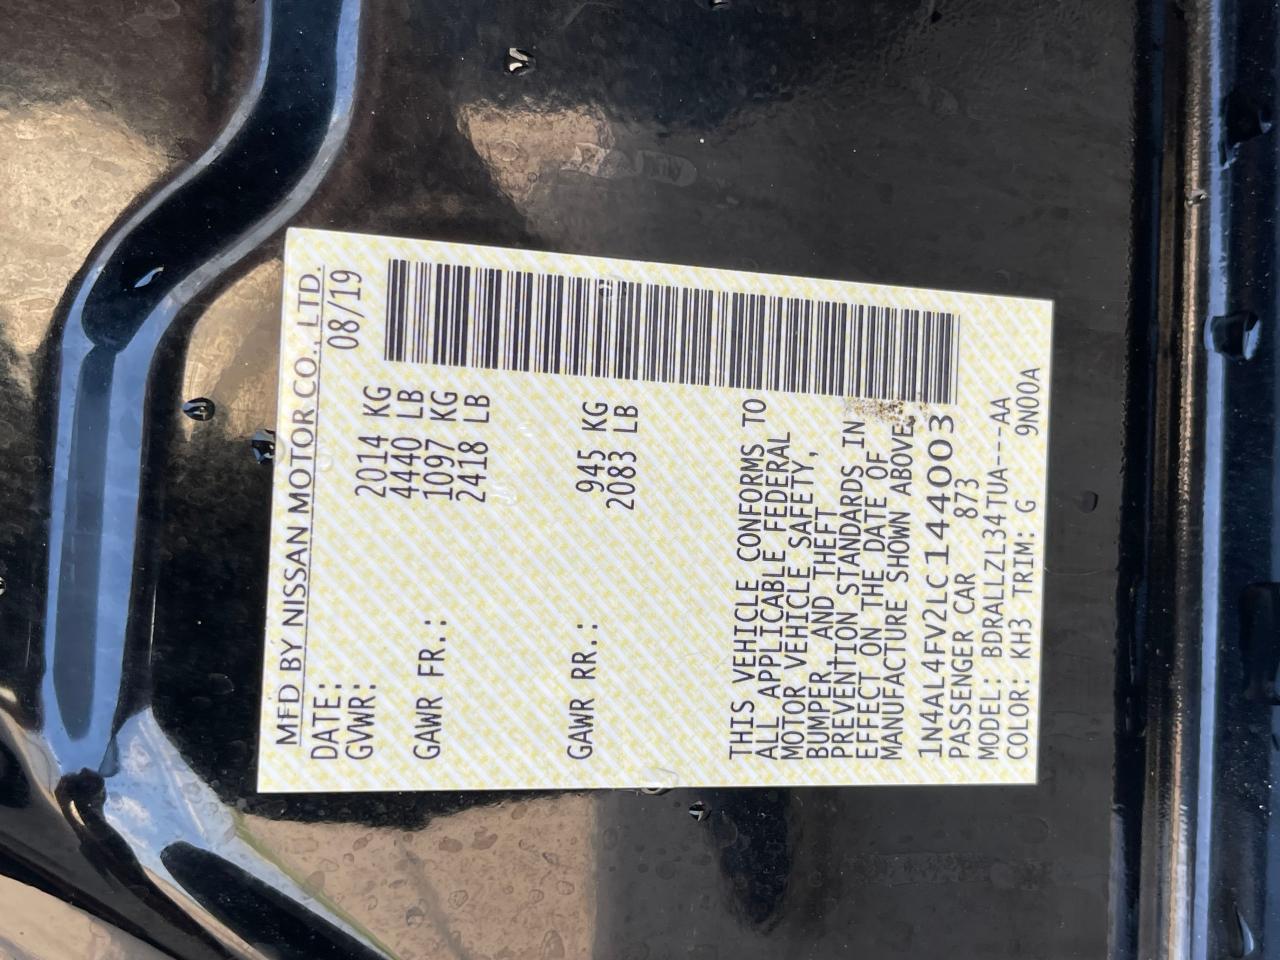 MFD BY NISSAN MOTOR CO., LTD.
DATE: 08/19
GVWR: 2014 KG
4440 LB
GAWR FR.: 1097 KG
2418 LB
GAWR RR.: 945 KG
2083 LB
THIS VEHICLE CONFORMS TO
ALL APPLICABLE FEDERAL
MOTOR VEHICLE SAFETY,
BUMPER AND THEFT
PREVENTION STANDARDS IN
EFFECT ON THE DATE OF
MANUFACTURE SHOWN ABOVE
1N4AL4FV2LC144003
PASSENGER CAR 873
MODEL: BDRALLZL34TUA---AA
COLOR: KH3 TRIM: G 9N00A